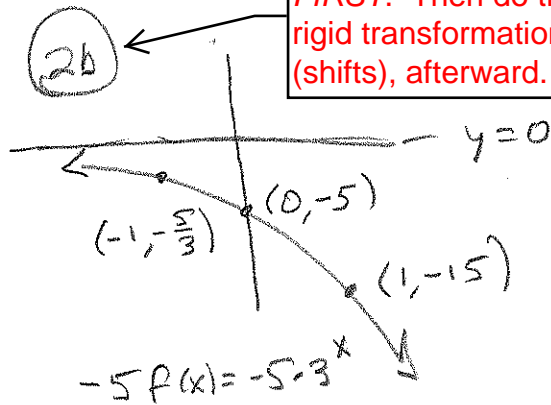 FIRST. Then do the
rigid transformation
(shifts), afterward.
2b
y=0
(0,-5)
(-1,-5/3)
(1,-15)
-5f(x)=-5·3^x